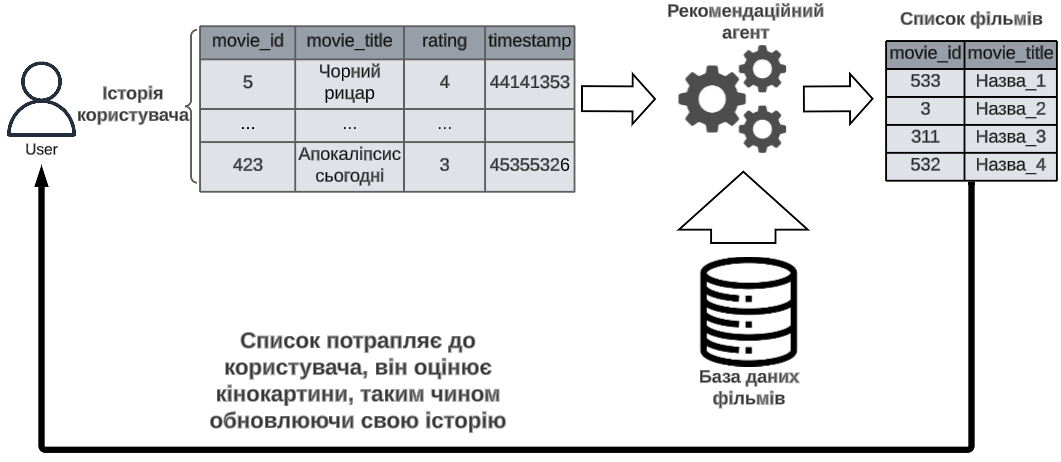 Рекомендаційний
агент
Список фільмів
movie_id movie_title rating timestamp
5 Чорний рицар 4 44141353
... ... ...
423 Апокаліпсис сьогодні 3 45355326
Історія
користувача
User
movie_id movie_title
533 Назва_1
3 Назва_2
311 Назва_3
532 Назва_4
База даних
фільмів
Список потрапляє до
користувача, він оцінює
кінокартини, таким чином
обновлюючи свою історію